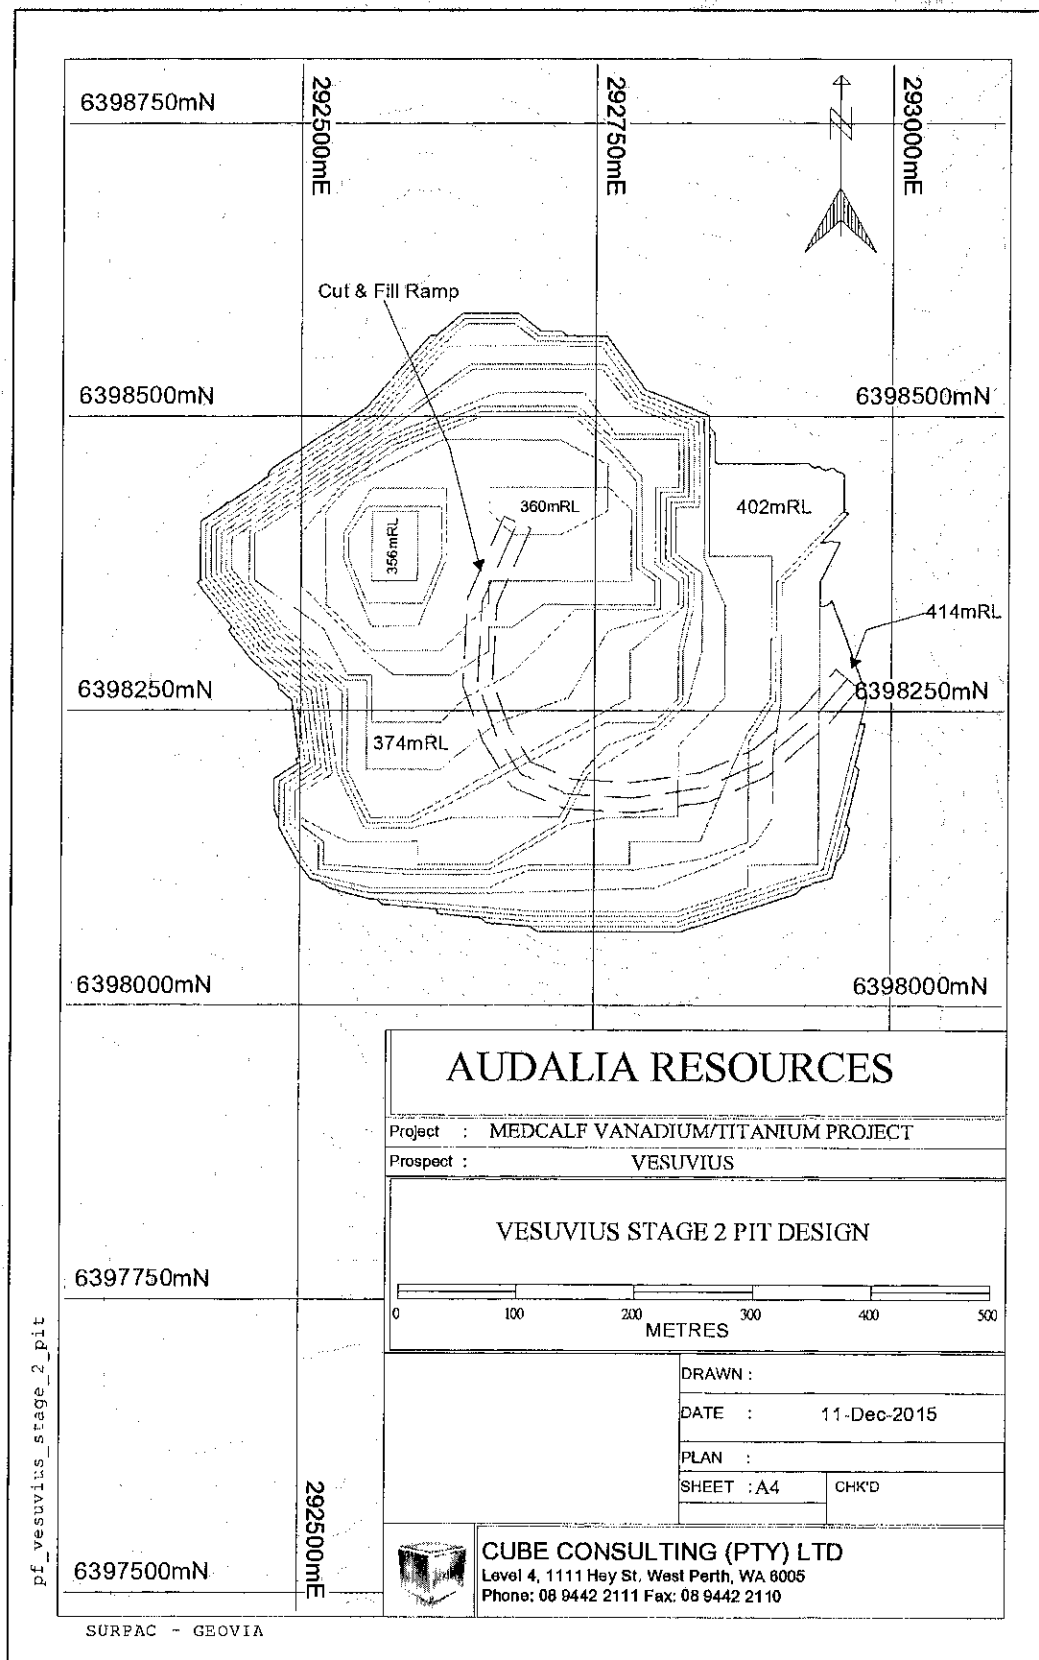 6398750mN
292500mE
292750mE
293000mE
N
Cut & Fill Ramp
6398500mN
6398500mN
402mRL
360mRL
356mRL
414mRL
6398250mN
6398250mN
374mRL
6398000mN
6398000mN
AUDALIA RESOURCES
Project : MEDCALF VANADIUM/TITANIUM PROJECT
Prospect : VESUVIUS
VESUVIUS STAGE 2 PIT DESIGN
6397750mN
0 100 200 300 400 500
METRES
DRAWN :
DATE : 11-Dec-2015
PLAN :
SHEET : A4 CHK'D
292500mE
6397500mN
CUBE CONSULTING (PTY) LTD
Level 4, 1111 Hey St, West Perth, WA 6005
Phone: 08 9442 2111 Fax: 08 9442 2110
pf_vesuvius_stage_2_pit
SURPAC - GEOVIA